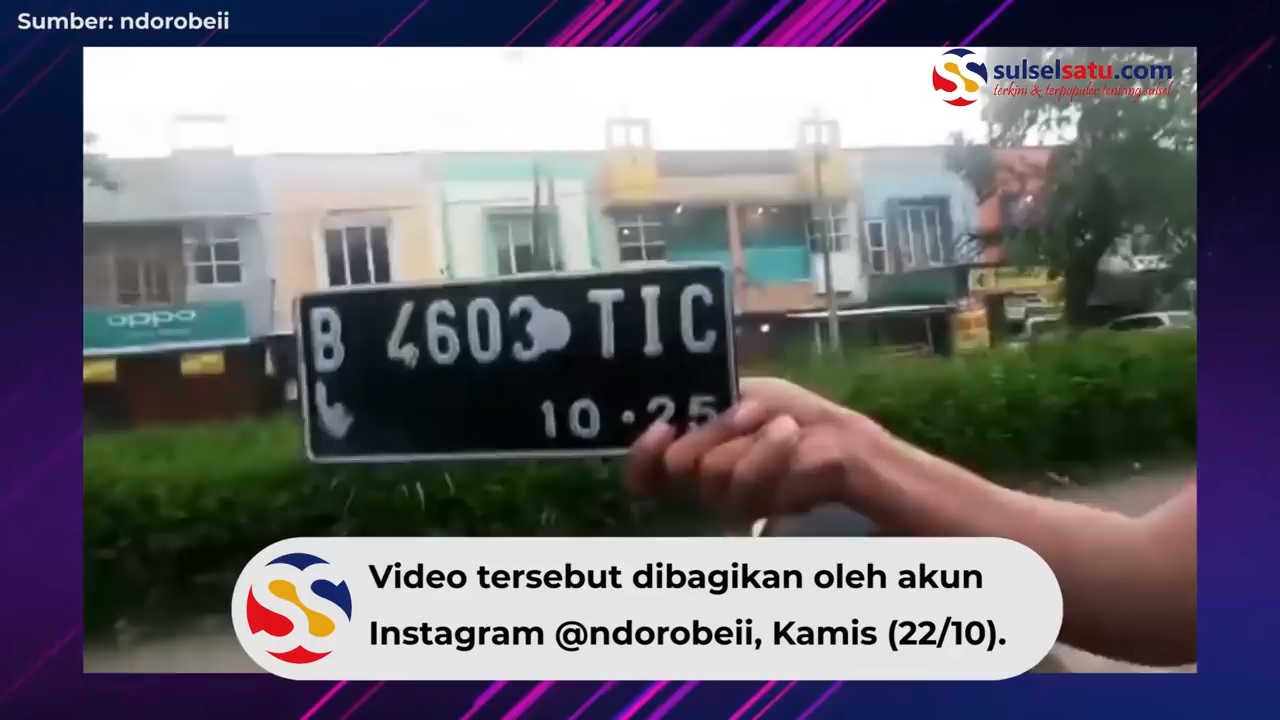 Sumber: ndorobeii
sulselsatu.com
terkini & terpopuler tentang sulsel
oppo
B 4603 TIC
10·25
Video tersebut dibagikan oleh akun
Instagram @ndorobeii, Kamis (22/10).